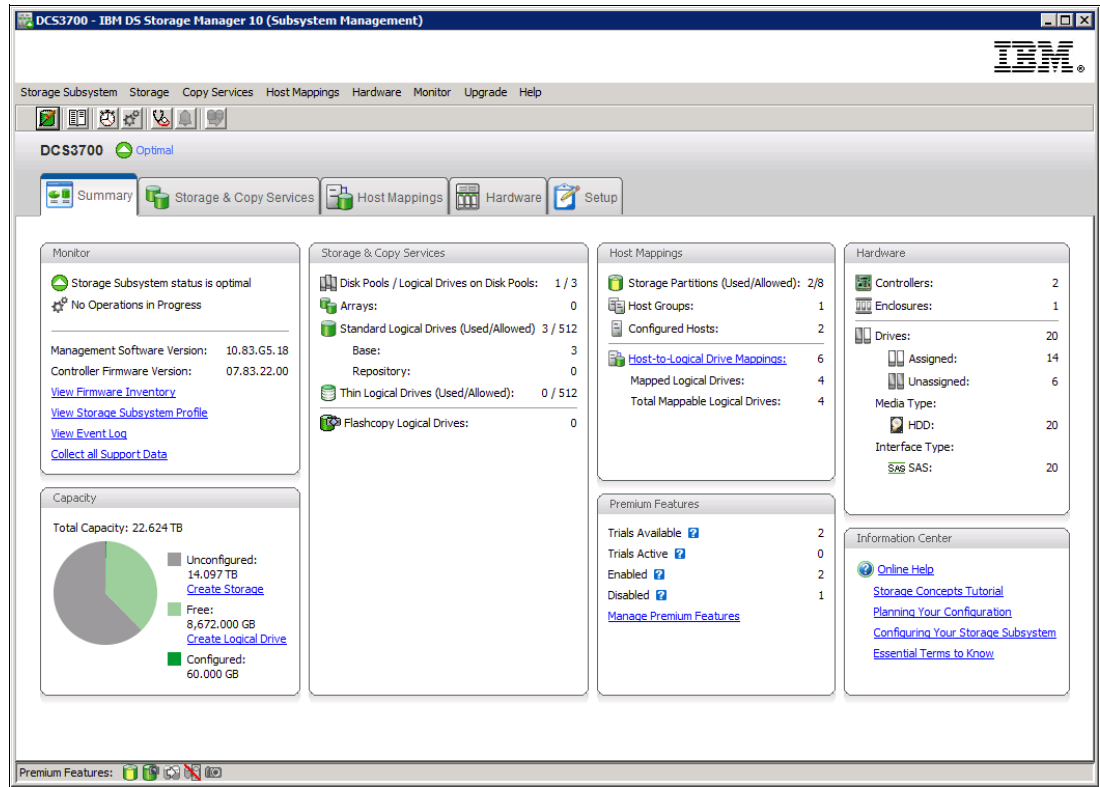 DCS3700 - IBM DS Storage Manager 10 (Subsystem Management)
IBM®
Storage Subsystem Storage Copy Services Host Mappings Hardware Monitor Upgrade Help
DCS3700 Optimal
Summary Storage & Copy Services Host Mappings Hardware Setup
Monitor
Storage Subsystem status is optimal
No Operations in Progress
Management Software Version: 10.83.G5.18
Controller Firmware Version: 07.83.22.00
View Firmware Inventory
View Storage Subsystem Profile
View Event Log
Collect all Support Data
Capacity
Total Capacity: 22.624 TB
Unconfigured:
14.097 TB
Create Storage
Free:
8,672.000 GB
Create Logical Drive
Configured:
60.000 GB
Storage & Copy Services
Disk Pools / Logical Drives on Disk Pools: 1 / 3
Arrays: 0
Standard Logical Drives (Used/Allowed) 3 / 512
Base: 3
Repository: 0
Thin Logical Drives (Used/Allowed): 0 / 512
Flashcopy Logical Drives: 0
Host Mappings
Storage Partitions (Used/Allowed): 2/8
Host Groups: 1
Configured Hosts: 2
Host-to-Logical Drive Mappings: 6
Mapped Logical Drives: 4
Total Mappable Logical Drives: 4
Premium Features
Trials Available ? 2
Trials Active ? 0
Enabled ? 2
Disabled ? 1
Manage Premium Features
Hardware
Controllers: 2
Enclosures: 1
Drives: 20
Assigned: 14
Unassigned: 6
Media Type:
HDD: 20
Interface Type:
SAS SAS: 20
Information Center
? Online Help
Storage Concepts Tutorial
Planning Your Configuration
Configuring Your Storage Subsystem
Essential Terms to Know
Premium Features: